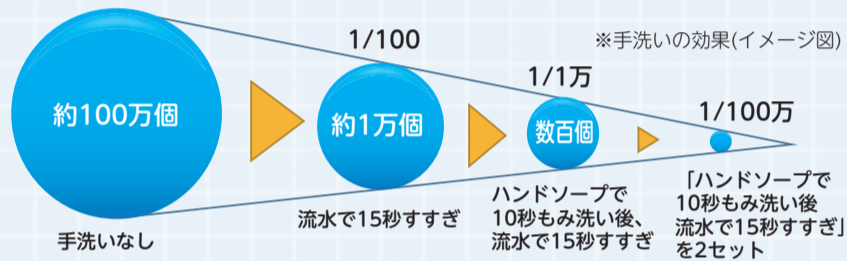 ※手洗いの効果(イメージ図)
約100万個
手洗いなし
1/100
約1万個
流水で15秒すすぎ
1/1万
数百個
ハンドソープで
10秒もみ洗い後、
流水で15秒すすぎ
1/100万
「ハンドソープで
10秒もみ洗い後
流水で15秒すすぎ」
を2セット